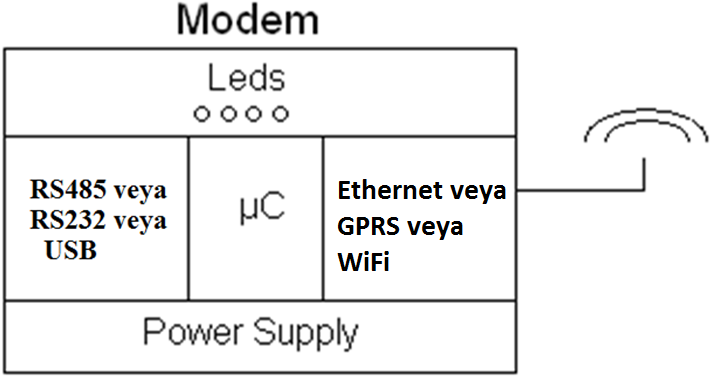 Modem
Leds
RS485 veya
RS232 veya
USB
µC
Ethernet veya
GPRS veya
WiFi
Power Supply